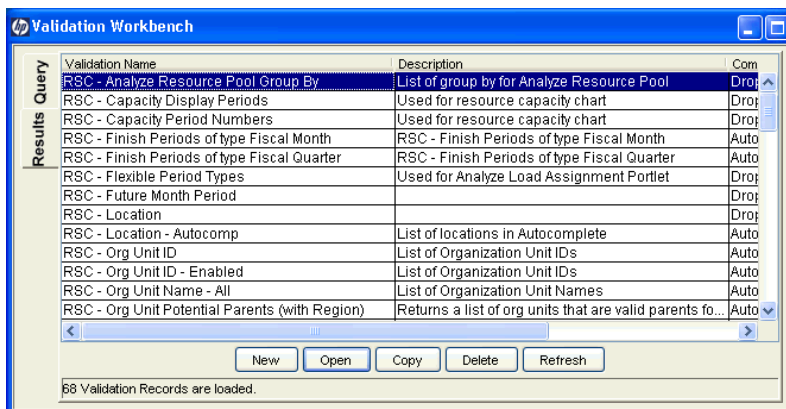 hp Validation Workbench
Query
Results
Validation Name Description Com
RSC - Analyze Resource Pool Group By List of group by for Analyze Resource Pool Drop
RSC - Capacity Display Periods Used for resource capacity chart Drop
RSC - Capacity Period Numbers Used for resource capacity chart Drop
RSC - Finish Periods of type Fiscal Month RSC - Finish Periods of type Fiscal Month Auto
RSC - Finish Periods of type Fiscal Quarter RSC - Finish Periods of type Fiscal Quarter Auto
RSC - Flexible Period Types Used for Analyze Load Assignment Portlet Drop
RSC - Future Month Period Drop
RSC - Location Drop
RSC - Location - Autocomp List of locations in Autocomplete Auto
RSC - Org Unit ID List of Organization Unit IDs Auto
RSC - Org Unit ID - Enabled List of Organization Unit IDs Auto
RSC - Org Unit Name - All List of Organization Unit Names Auto
RSC - Org Unit Potential Parents (with Region) Returns a list of org units that are valid parents fo... Auto
New Open Copy Delete Refresh
68 Validation Records are loaded.